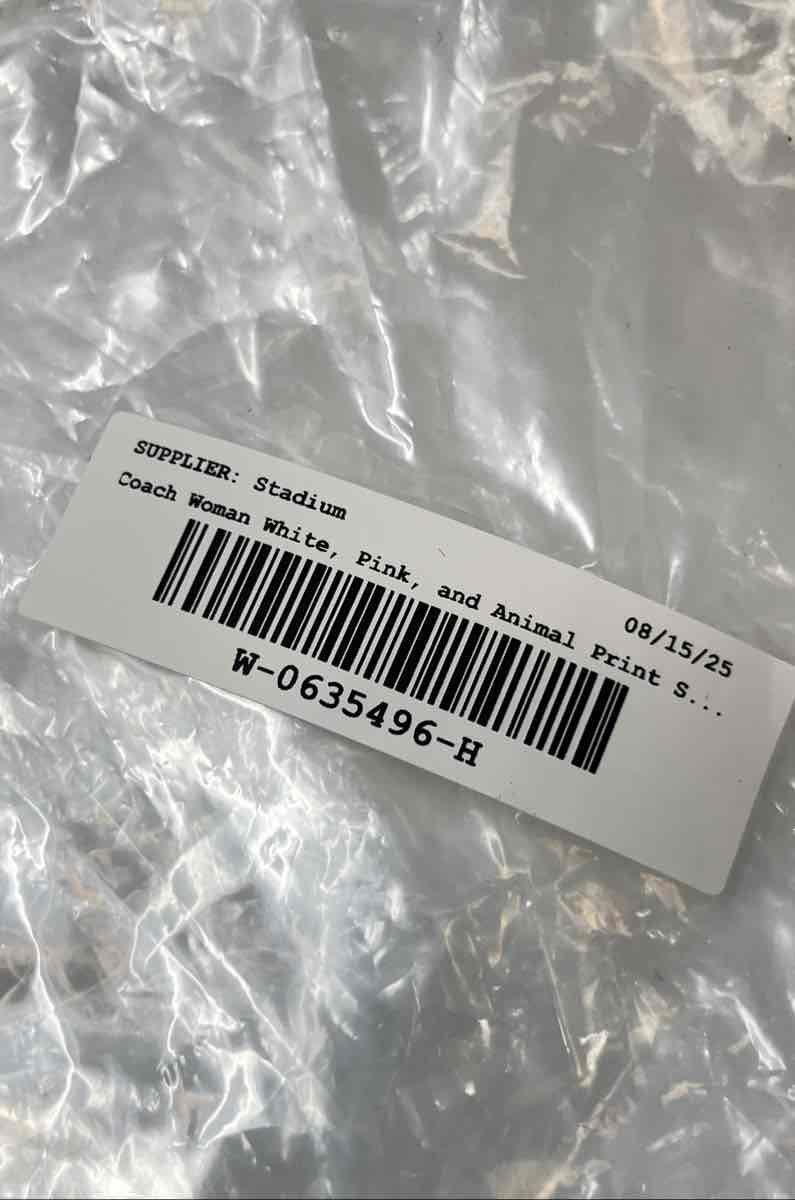 SUPPLIER: Stadium
08/15/25
Coach Woman White, Pink, and Animal Print S...
W-0635496-H